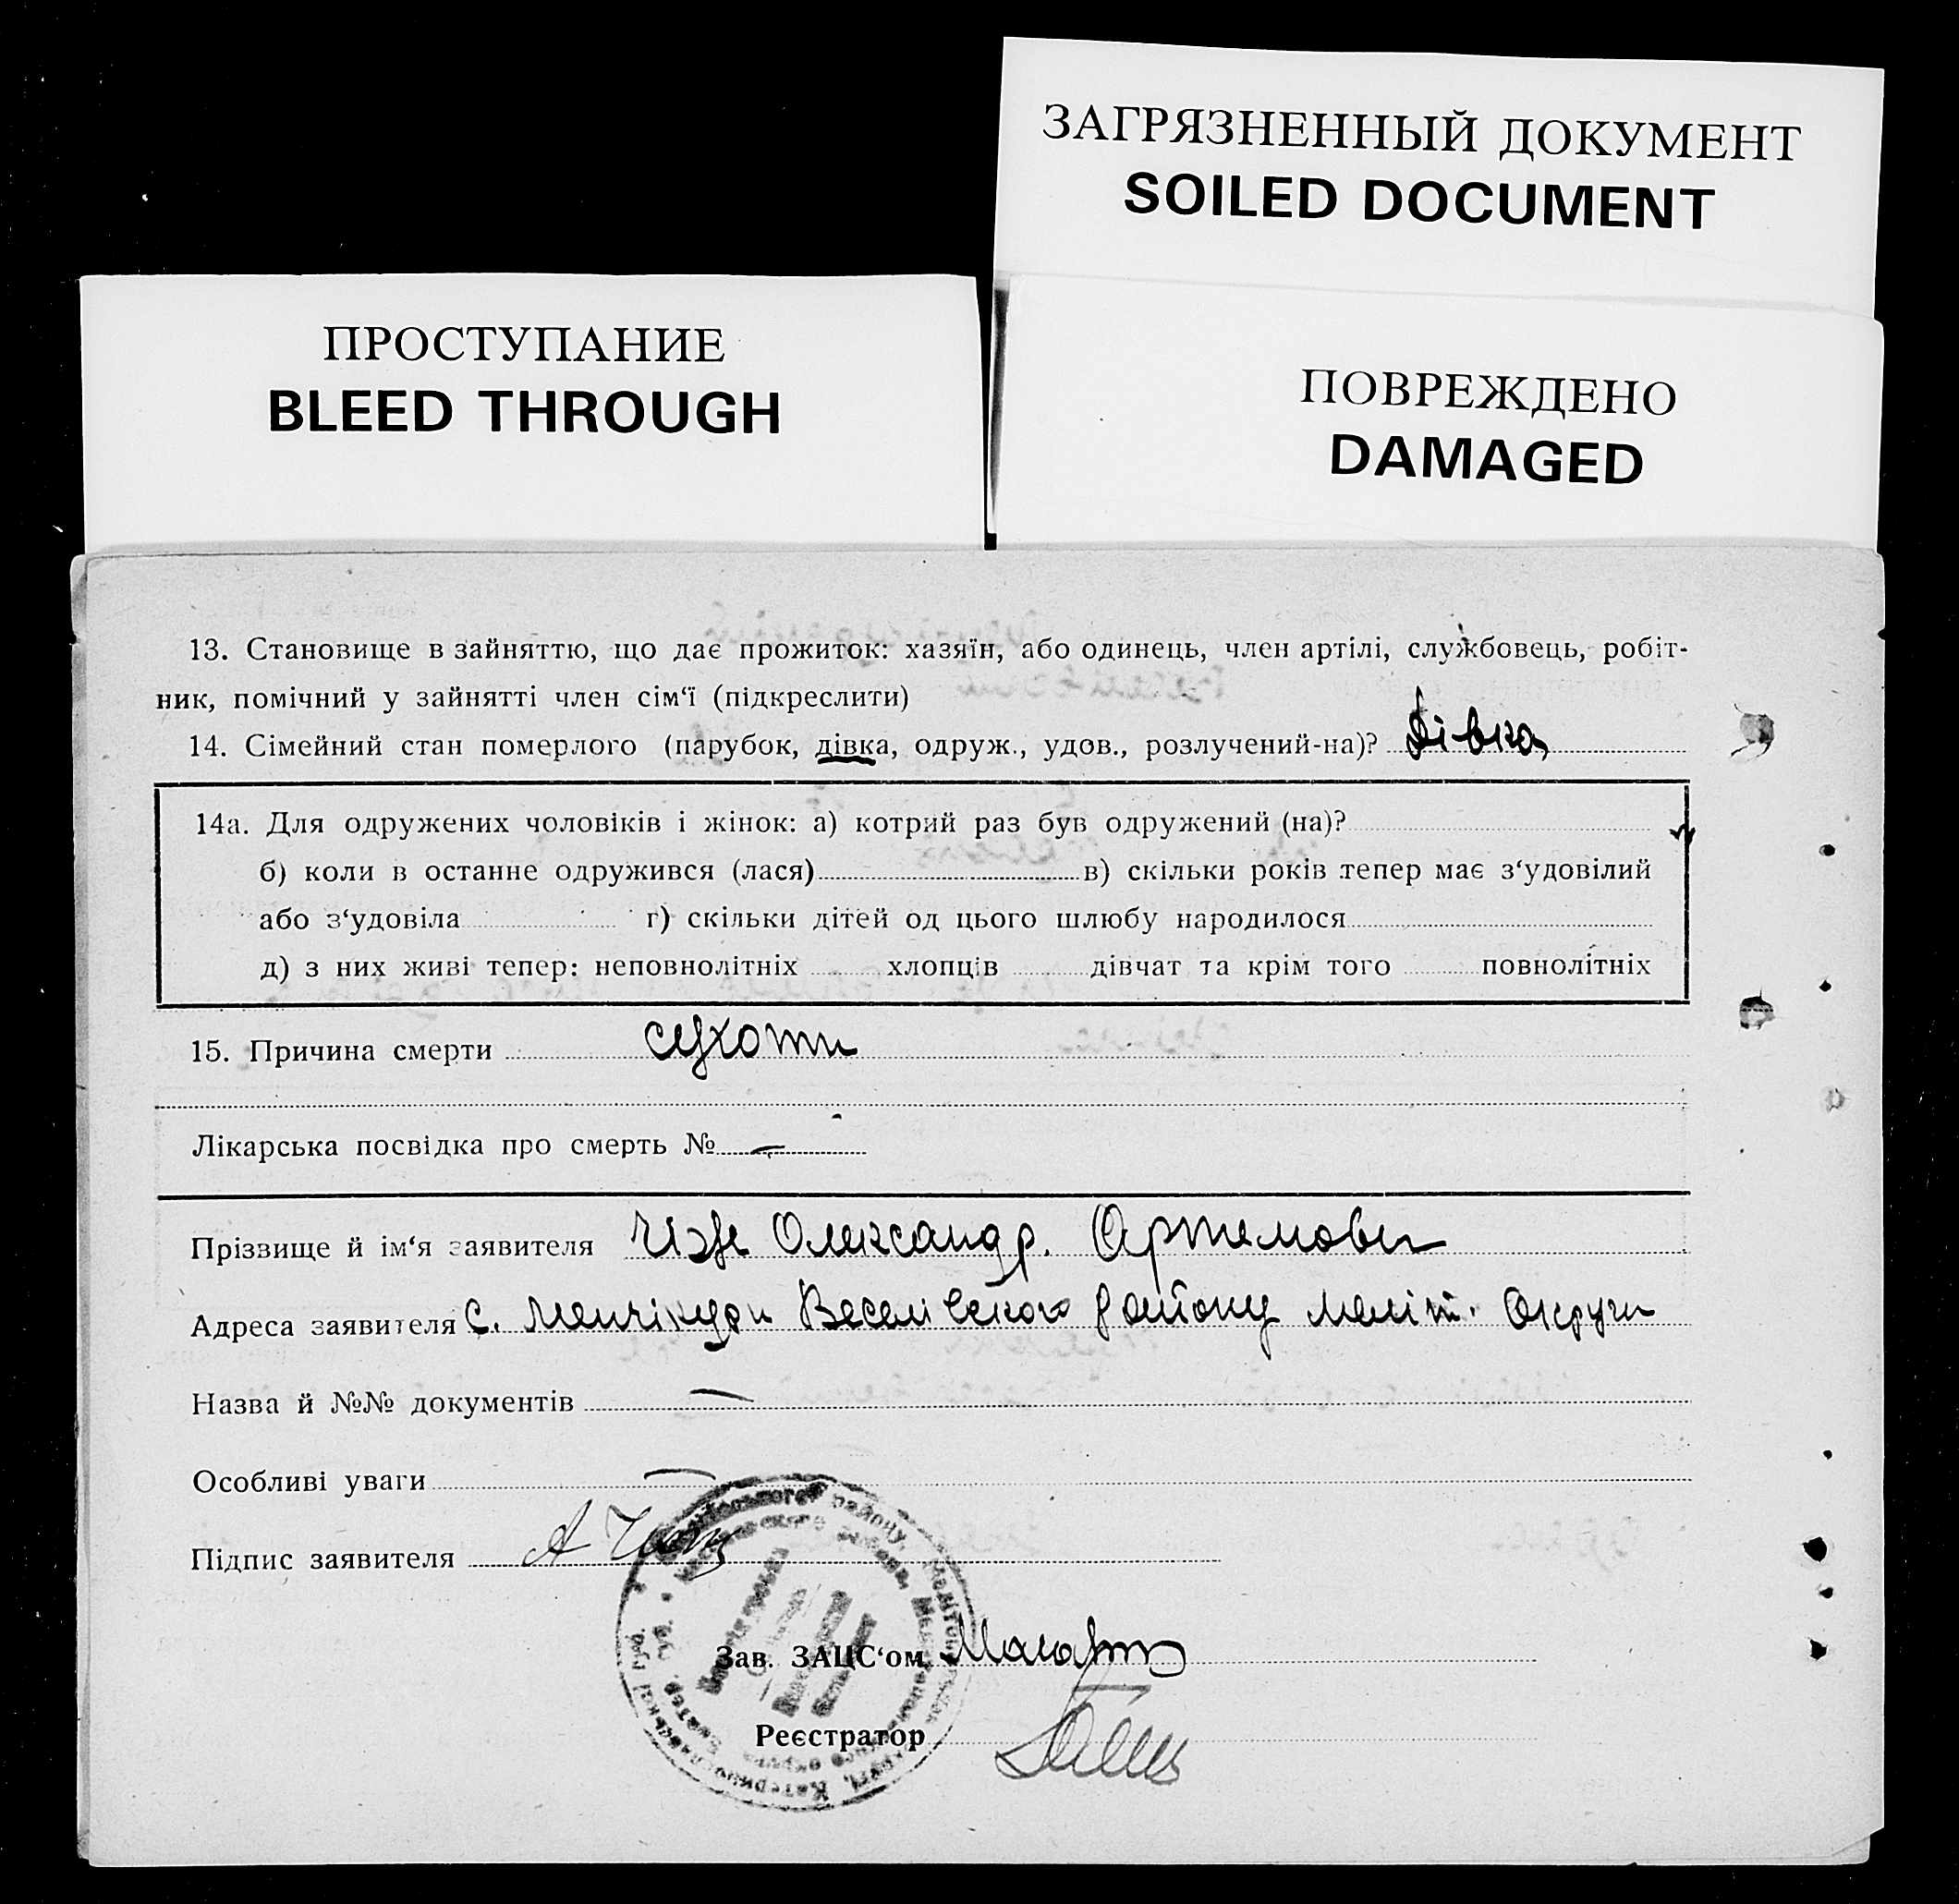 ЗАГРЯЗНЕННЫЙ ДОКУМЕНТ
SOILED DOCUMENT
ПРОСТУПАНИЕ
BLEED THROUGH
ПОВРЕЖДЕНО
DAMAGED
13. Становище в зайняттю, що дає прожиток: хазяїн, або одинець, член артілі, службовець, робіт-
ник, помічний у зайнятті член сім‘ї (підкреслити)
14. Сімейний стан померлого (парубок, дівка, одруж., удов., розлучений-на)? Дівка
14а. Для одружених чоловіків і жінок: а) котрий раз був одружений (на)?
б) коли в останне одружився (лася) в) скільки років тепер має з‘удовілий
або з‘удовіла г) скільки дітей од цього шлюбу народилося
д) з них живі тепер: неповнолітніх хлопців дівчат та крім того повнолітніх
15. Причина смерти сухоти
Лікарська посвідка про смерть № —
Прізвище й ім‘я заявителя Олександр. Артемович
Адреса заявителя с. Менчікури Веселівського району Меліт. Округи
Назва й №№ документів —
Особливі уваги —
Підпис заявителя
Зав. ЗАЦС‘ом
Реєстратор